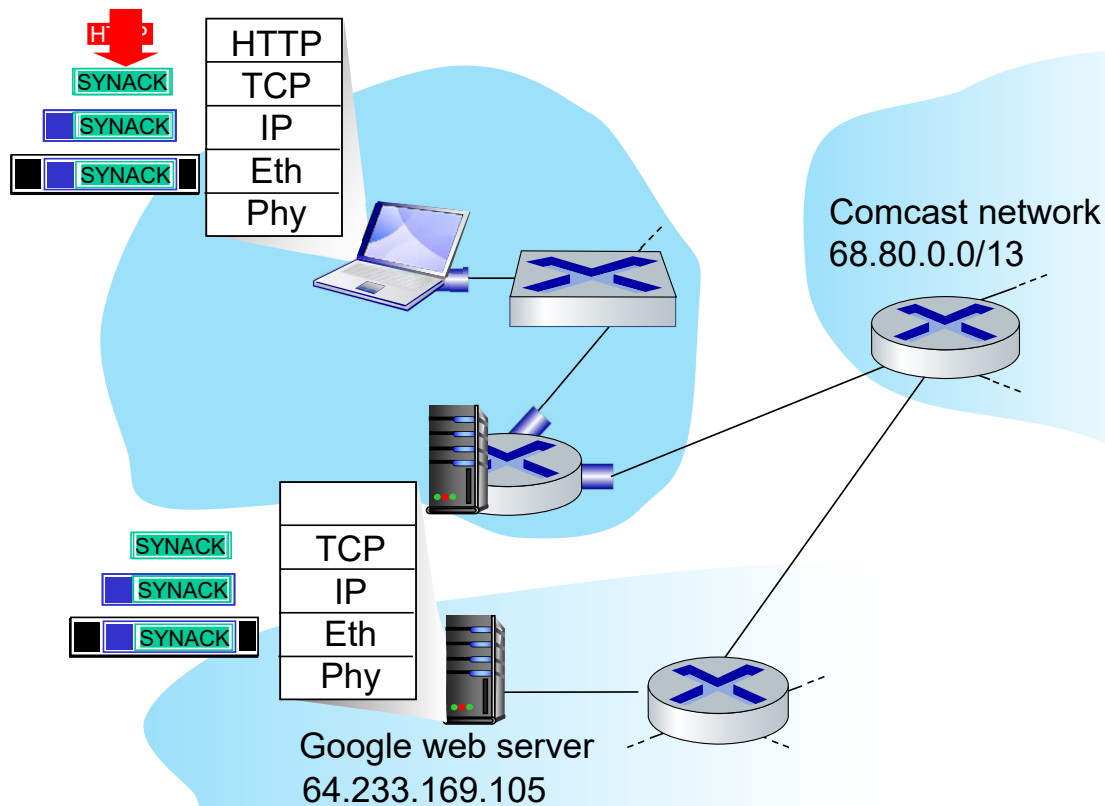 HTTP
SYNACK
TCP
SYNACK
IP
SYNACK
Eth
Phy
Comcast network
68.80.0.0/13
SYNACK
TCP
SYNACK
IP
SYNACK
Eth
Phy
Google web server
64.233.169.105